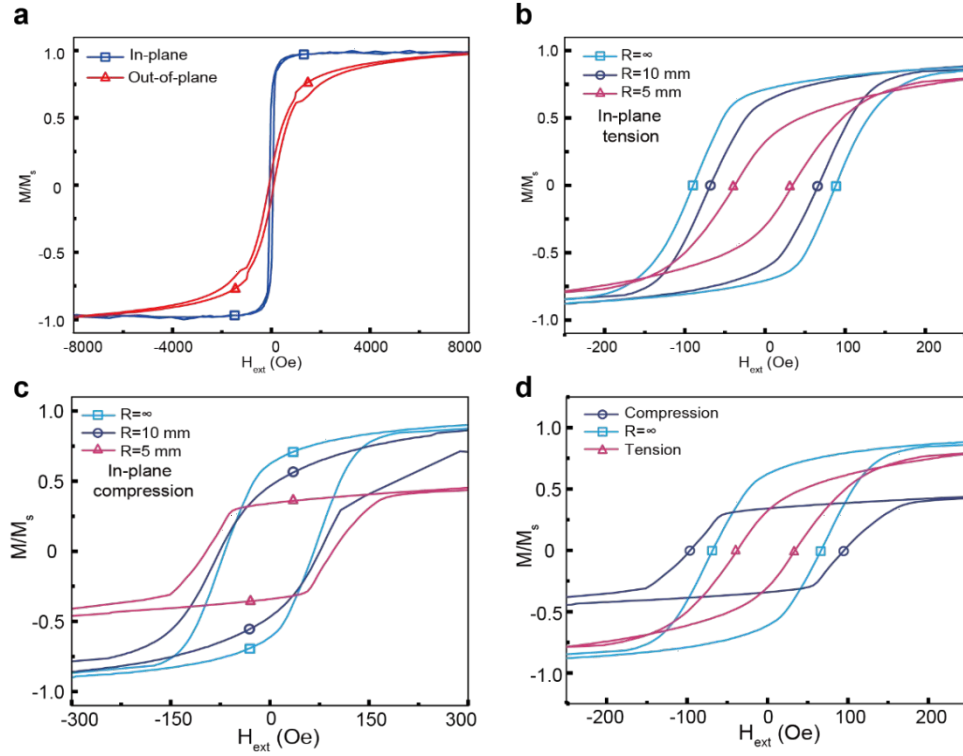 a
1.0
0.5
0
-0.5
-1.0
M/Ms
In-plane
Out-of-plane
-8000 -4000 0 4000 8000
Hext (Oe)
b
1.0
0.5
0
-0.5
-1.0
M/Ms
R=∞
R=10 mm
R=5 mm
In-plane
tension
-200 -100 0 100 200
Hext (Oe)
c
1.0
0.5
0
-0.5
-1.0
M/Ms
R=∞
R=10 mm
R=5 mm
In-plane
compression
-300 -150 0 150 300
Hext (Oe)
d
1.0
0.5
0
-0.5
-1.0
M/Ms
Compression
R=∞
Tension
-200 -100 0 100 200
Hext (Oe)